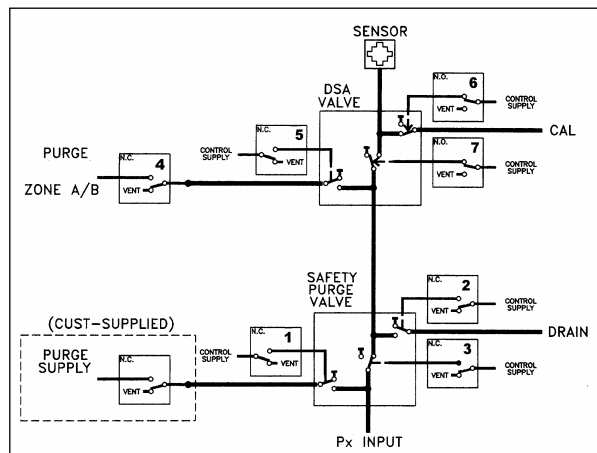 SENSOR
DSA
VALVE
N.O.
6
VENT
CONTROL
SUPPLY
CAL
N.C.
5
CONTROL
SUPPLY
VENT
N.O.
7
VENT
CONTROL
SUPPLY
PURGE
ZONE A/B
N.C.
4
VENT
SAFETY
PURGE
VALVE
N.C.
2
VENT
CONTROL
SUPPLY
DRAIN
(CUST-SUPPLIED)
PURGE
SUPPLY
N.C.
VENT
N.C.
1
CONTROL
SUPPLY
VENT
N.C.
3
VENT
CONTROL
SUPPLY
Px INPUT